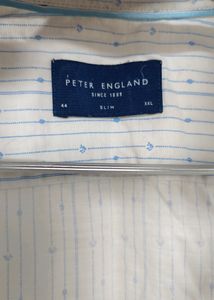 PETER ENGLAND
SINCE 1889
44 SLIM XXL